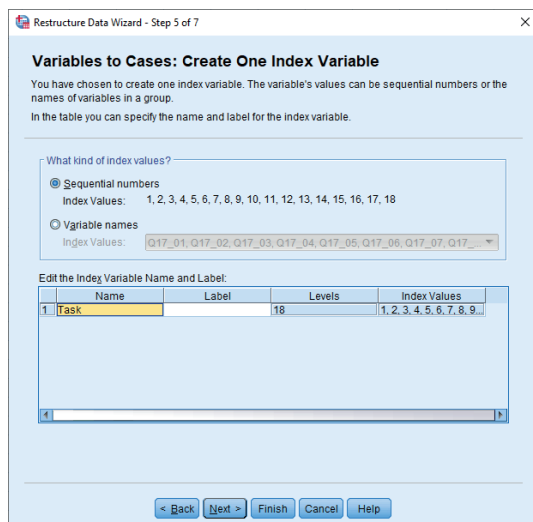 Restructure Data Wizard - Step 5 of 7
Variables to Cases: Create One Index Variable
You have chosen to create one index variable. The variable's values can be sequential numbers or the
names of variables in a group.
In the table you can specify the name and label for the index variable.
What kind of index values?
Sequential numbers
Index Values: 1, 2, 3, 4, 5, 6, 7, 8, 9, 10, 11, 12, 13, 14, 15, 16, 17, 18
Variable names
Index Values: Q17_01, Q17_02, Q17_03, Q17_04, Q17_05, Q17_06, Q17_07, Q17_...
Edit the Index Variable Name and Label:
Name Label Levels Index Values
1 Task 18 1, 2, 3, 4, 5, 6, 7, 8, 9...
< Back Next > Finish Cancel Help